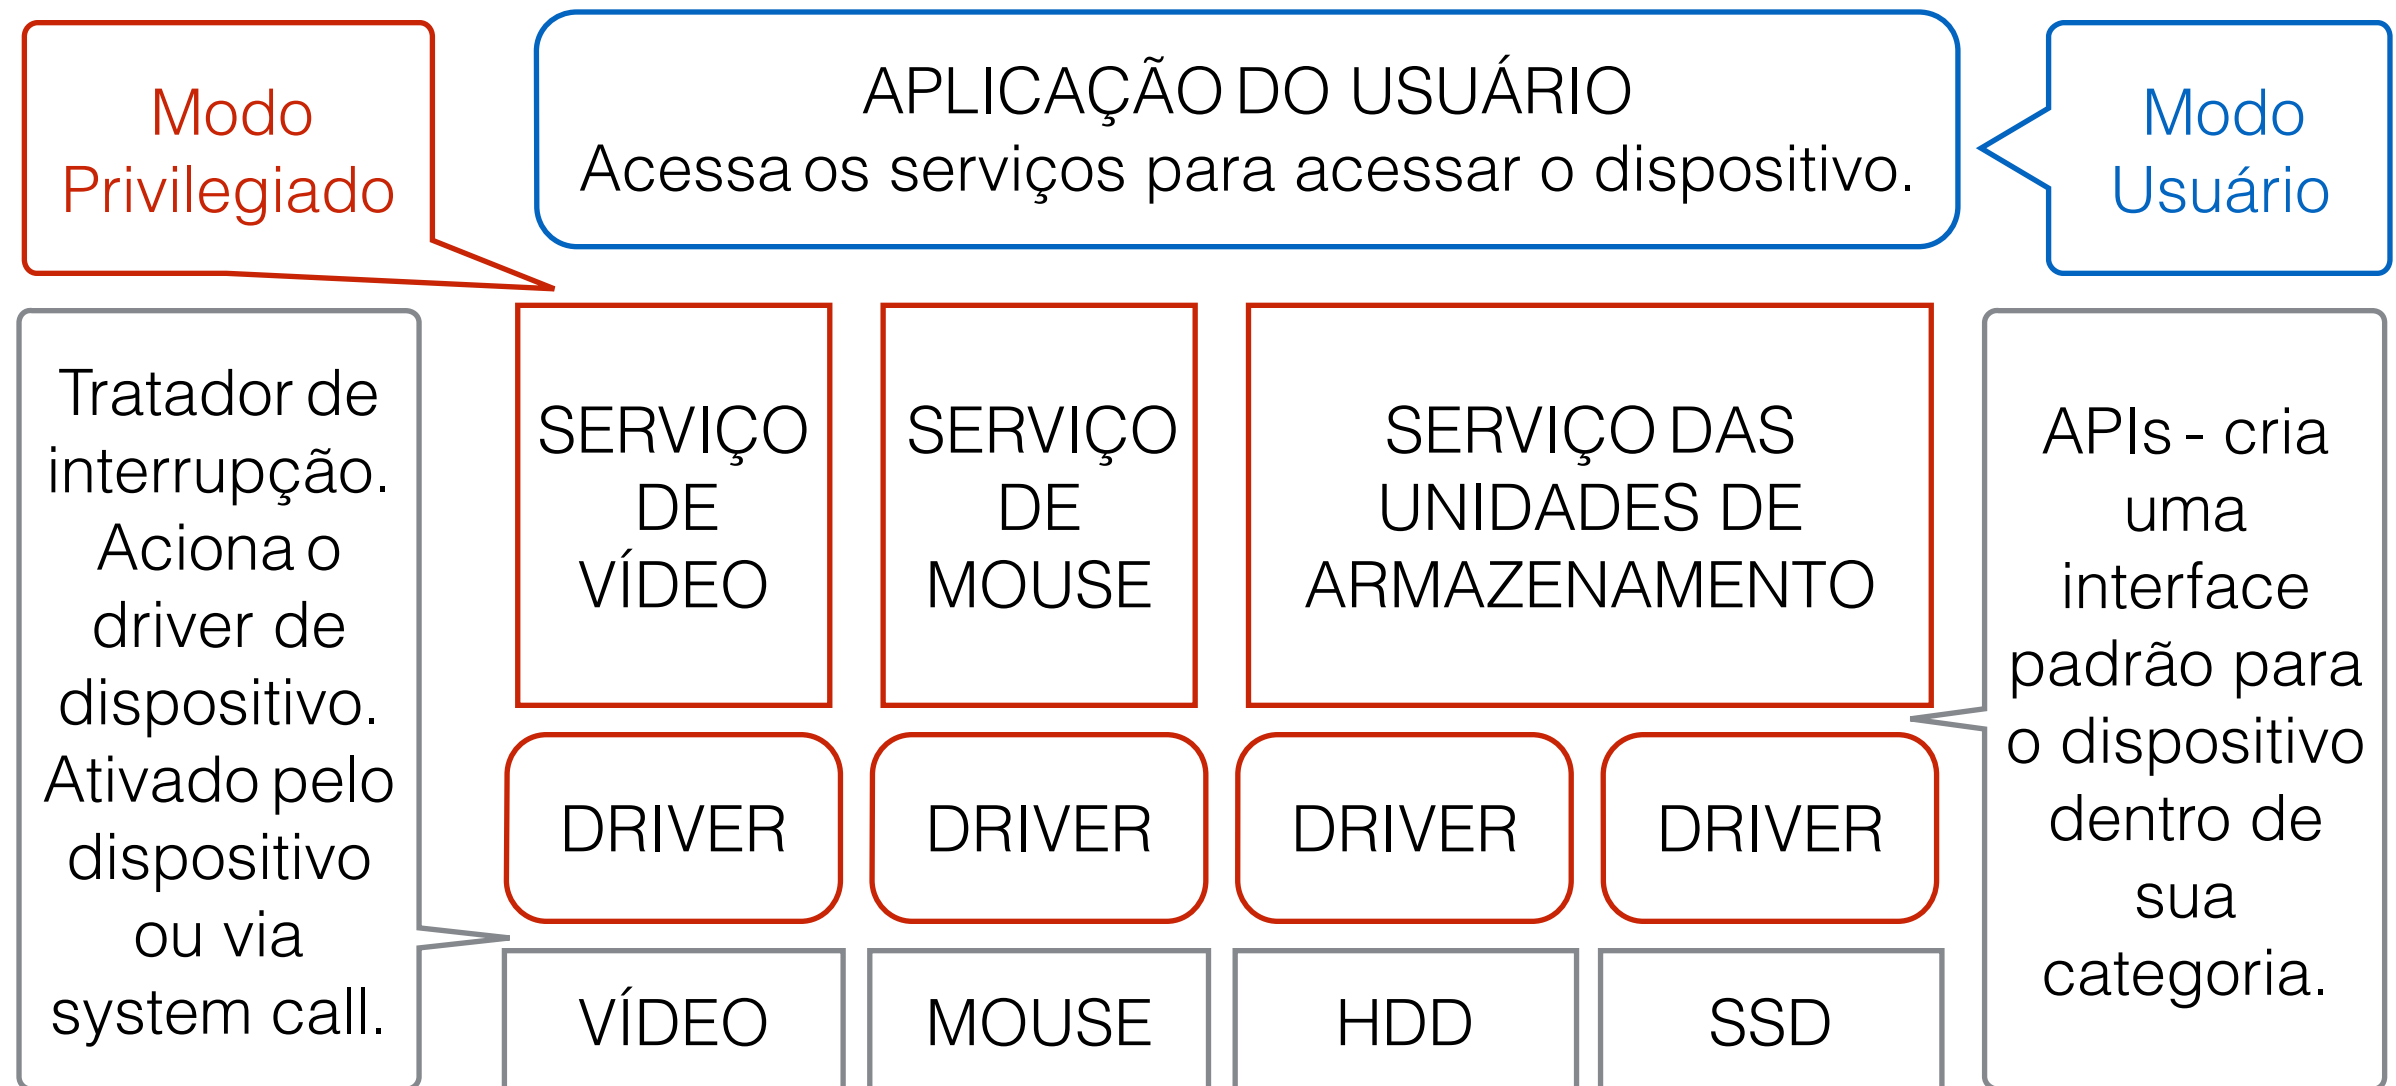 Modo
Privilegiado
APLICAÇÃO DO USUÁRIO
Acessa os serviços para acessar o dispositivo.
Modo
Usuário
Tratador de
interrupção.
Aciona o
driver de
dispositivo.
Ativado pelo
dispositivo
ou via
system call.
SERVIÇO
DE
VÍDEO
SERVIÇO
DE
MOUSE
SERVIÇO DAS
UNIDADES DE
ARMAZENAMENTO
APIs - cria
uma
interface
padrão para
o dispositivo
dentro de
sua
categoria.
DRIVER
DRIVER
DRIVER
DRIVER
VÍDEO
MOUSE
HDD
SSD